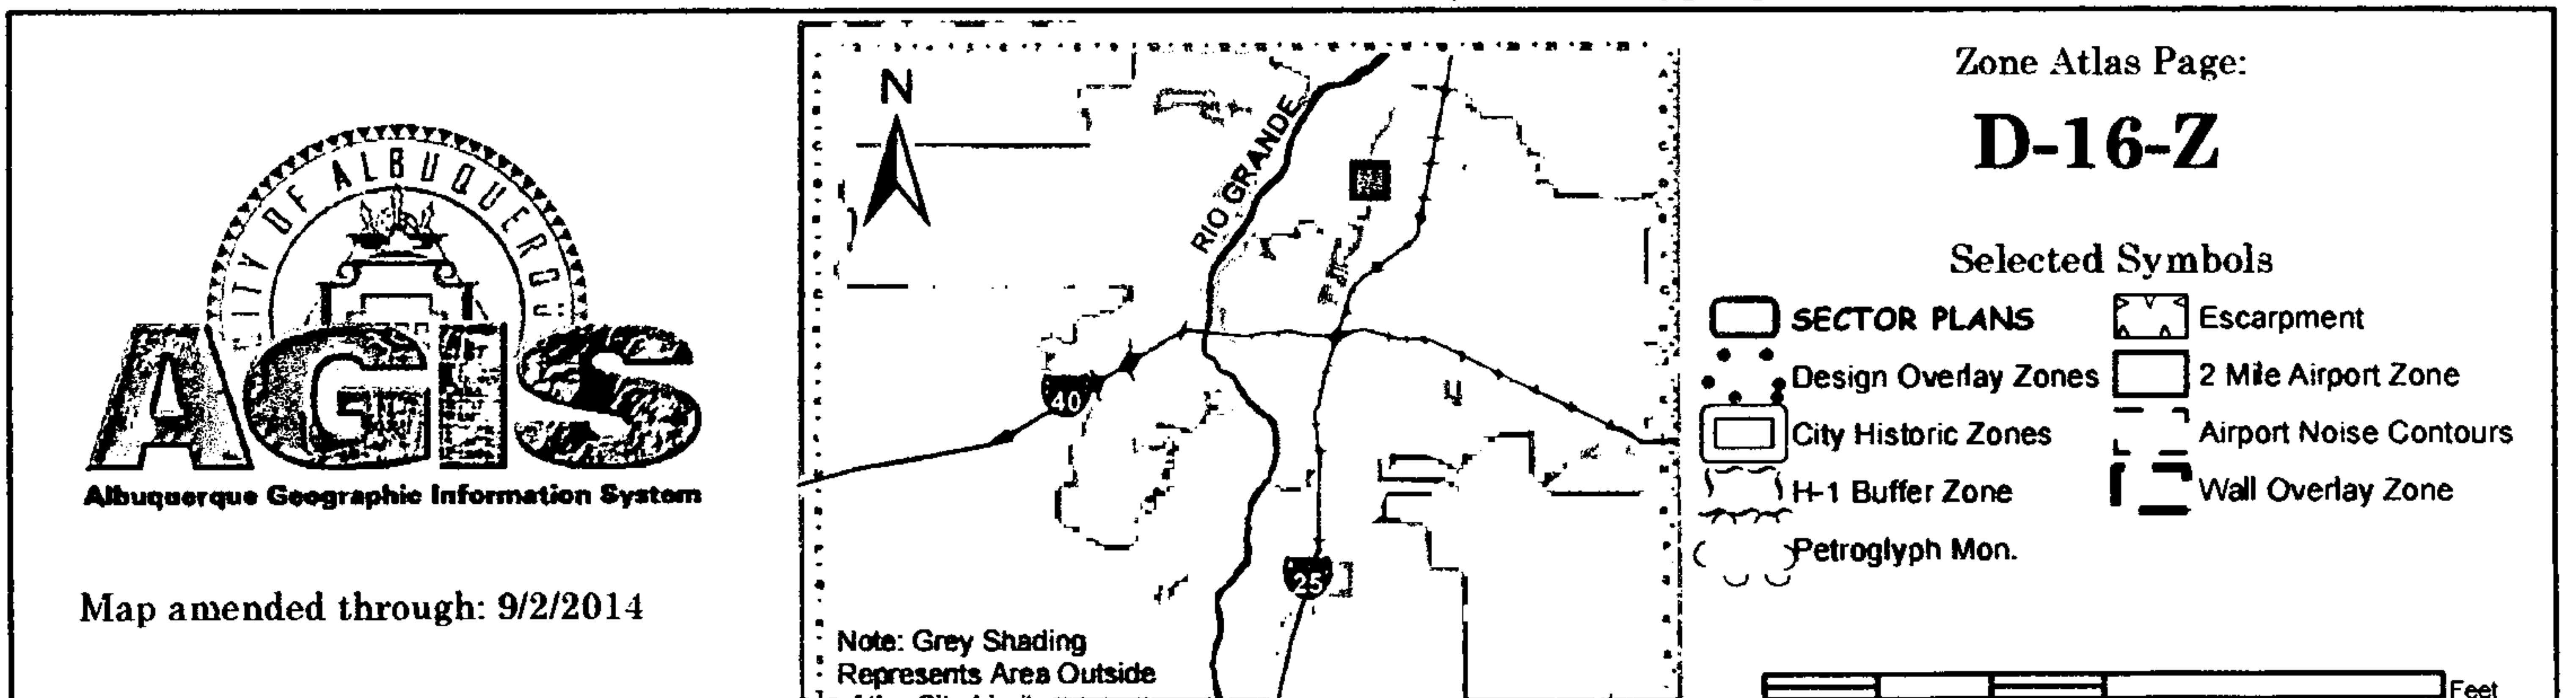 CITY OF ALBUQUERQUE
AGIS
Albuquerque Geographic Information System
Map amended through: 9/2/2014
N
RIO GRANDE
40
25
Note: Grey Shading
Represents Area Outside
Zone Atlas Page:
D-16-Z
Selected Symbols
SECTOR PLANS
Design Overlay Zones
City Historic Zones
H-1 Buffer Zone
Petroglyph Mon.
Escarpment
2 Mile Airport Zone
Airport Noise Contours
Wall Overlay Zone
Feet